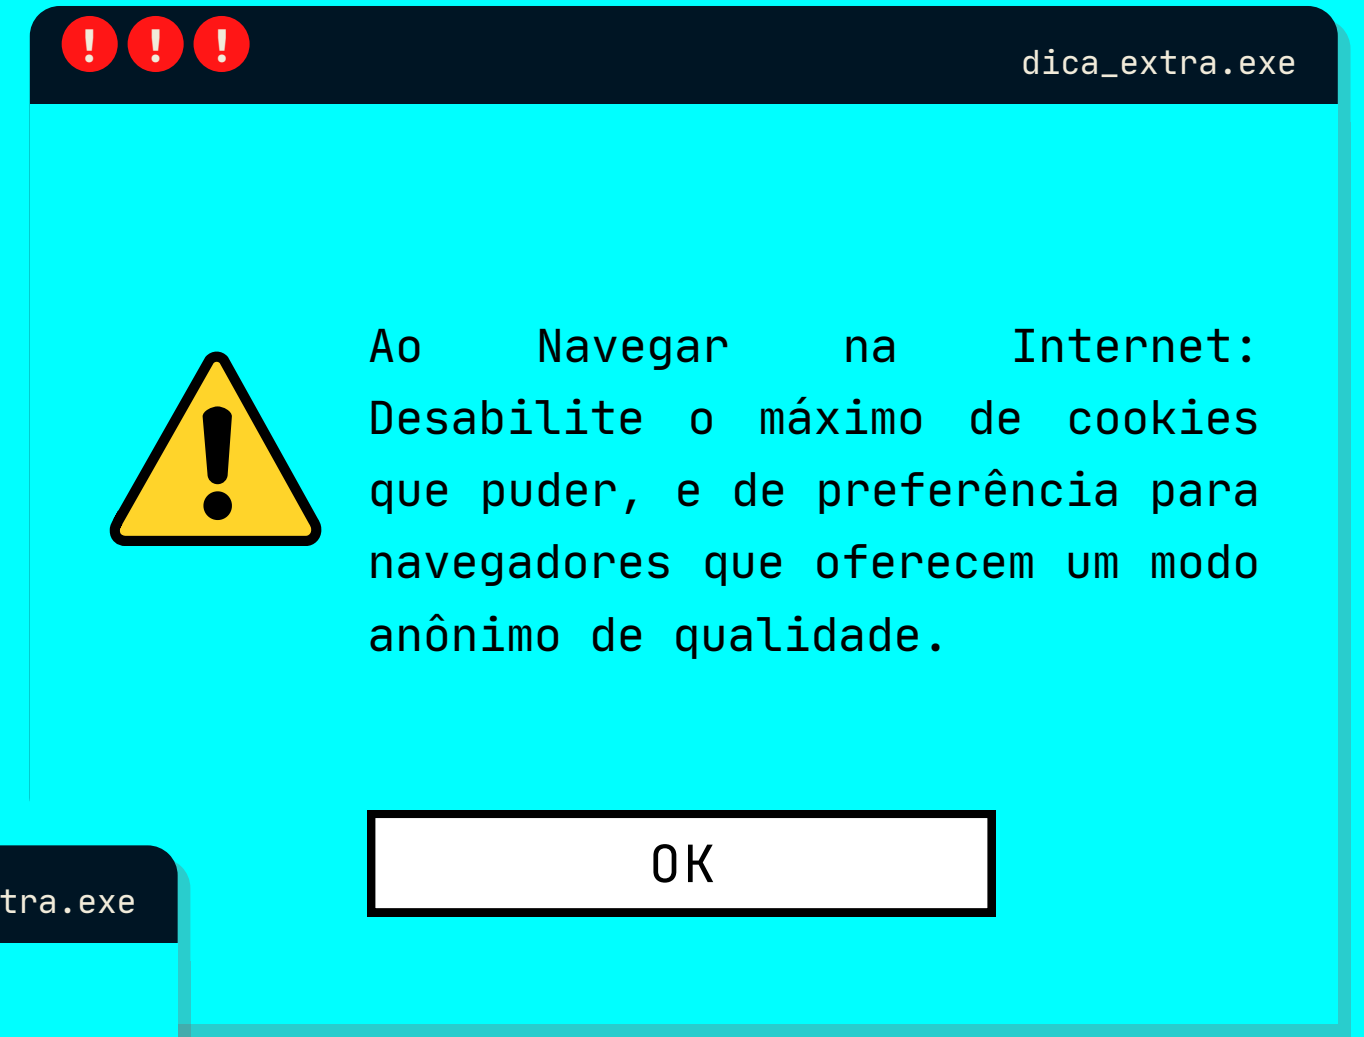 dica_extra.exe
Ao Navegar na Internet:
Desabilite o máximo de cookies
que puder, e de preferência para
navegadores que oferecem um modo
anônimo de qualidade.
OK
tra.exe